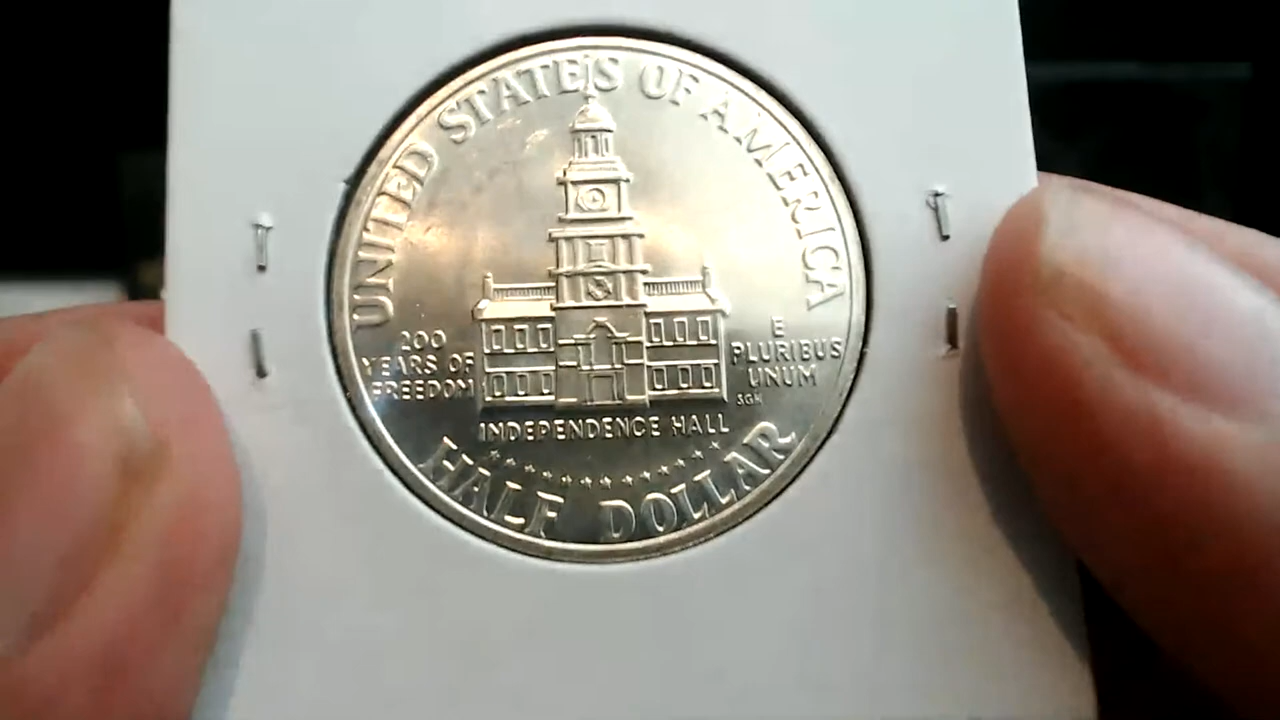 UNITED STATES OF AMERICA
200
YEARS OF
FREEDOM
E
PLURIBUS
UNUM
SGH
INDEPENDENCE HALL
HALF DOLLAR